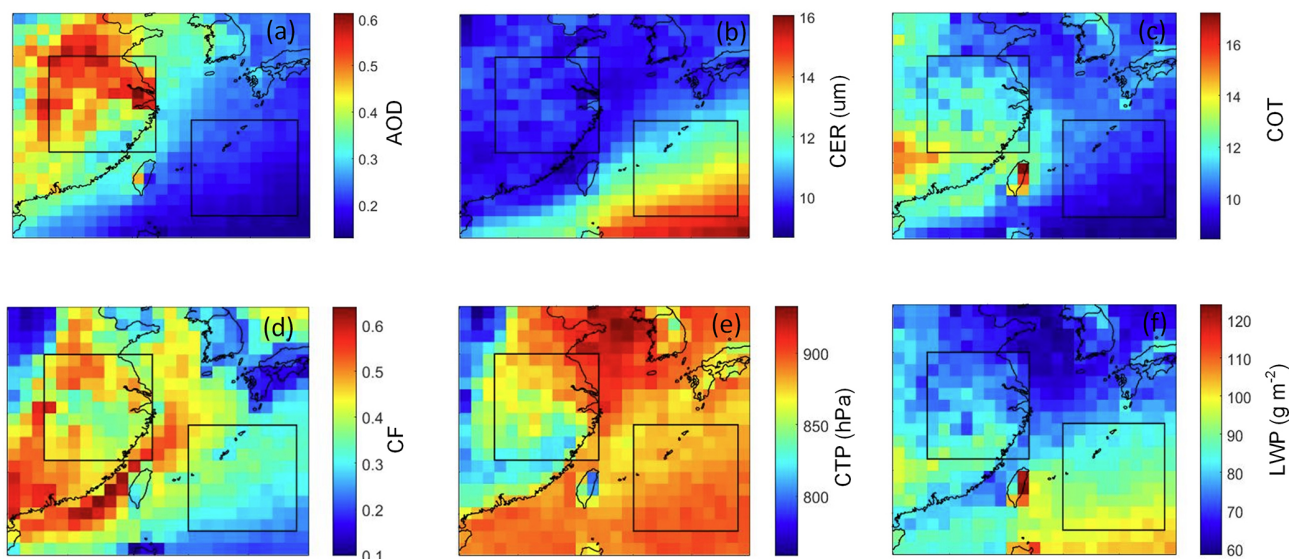 (a)
0.6
0.5
0.4
0.3
0.2
AOD
(b)
16
14
12
10
CER (um)
(c)
16
14
12
10
COT
(d)
0.6
0.5
0.4
0.3
0.2
0.1
CF
(e)
900
850
800
CTP (hPa)
(f)
120
110
100
90
80
70
60
LWP (g m⁻²)